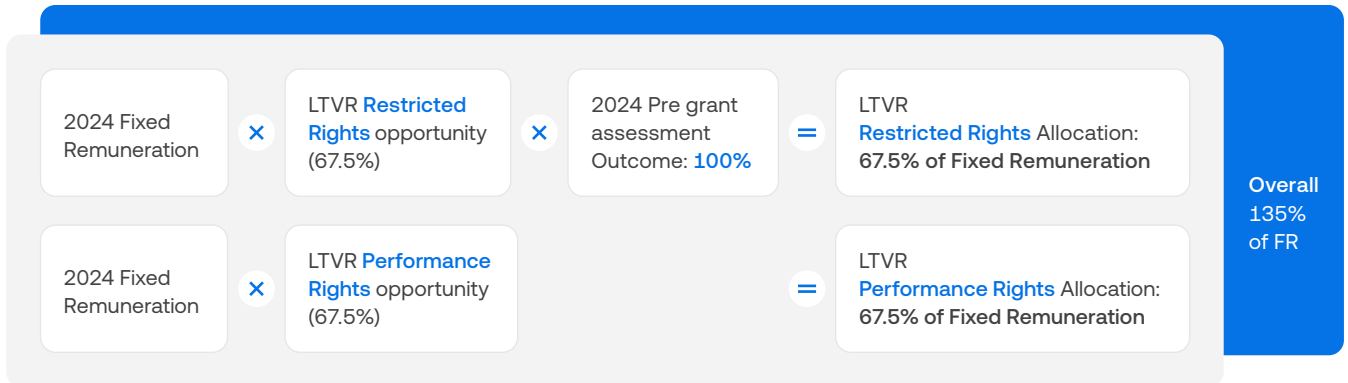 2024 Fixed
Remuneration
×
LTVR Restricted
Rights opportunity
(67.5%)
×
2024 Pre grant
assessment
Outcome: 100%
=
LTVR
Restricted Rights Allocation:
67.5% of Fixed Remuneration
2024 Fixed
Remuneration
×
LTVR Performance
Rights opportunity
(67.5%)
=
LTVR
Performance Rights Allocation:
67.5% of Fixed Remuneration
Overall
135%
of FR